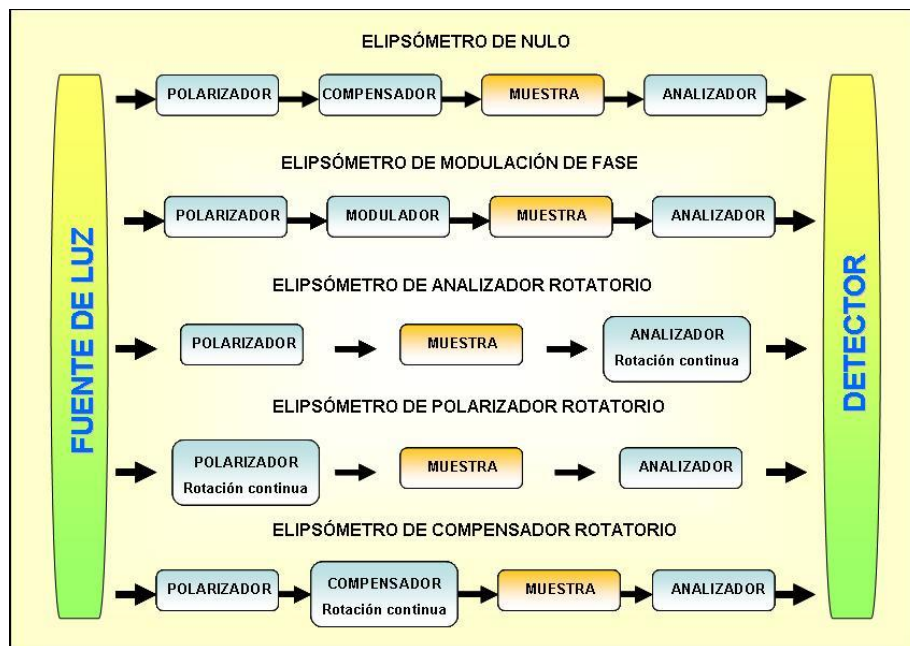 ELIPSÓMETRO DE NULO
POLARIZADOR
COMPENSADOR
MUESTRA
ANALIZADOR
ELIPSÓMETRO DE MODULACIÓN DE FASE
POLARIZADOR
MODULADOR
MUESTRA
ANALIZADOR
ELIPSÓMETRO DE ANALIZADOR ROTATORIO
POLARIZADOR
MUESTRA
ANALIZADOR
Rotación continua
ELIPSÓMETRO DE POLARIZADOR ROTATORIO
POLARIZADOR
Rotación continua
MUESTRA
ANALIZADOR
ELIPSÓMETRO DE COMPENSADOR ROTATORIO
POLARIZADOR
COMPENSADOR
Rotación continua
MUESTRA
ANALIZADOR
FUENTE DE LUZ
DETECTOR